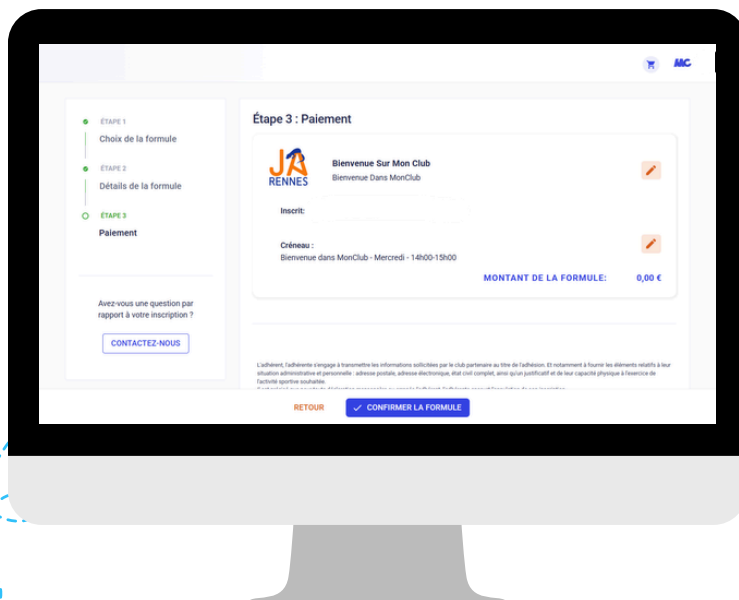 MC
ÉTAPE 1
Choix de la formule
ÉTAPE 2
Détails de la formule
ÉTAPE 3
Paiement
Avez-vous une question par
rapport à votre inscription ?
CONTACTEZ-NOUS
Étape 3 : Paiement
JA
RENNES
Bienvenue Sur Mon Club
Bienvenue Dans MonClub
Inscrit:
Créneau :
Bienvenue dans MonClub - Mercredi - 14h00-15h00
MONTANT DE LA FORMULE: 0,00 €
L'adhérent, l'adhérente s'engage à transmettre les informations sollicitées par le club partenaire au titre de l'adhésion. Et notamment à fournir les éléments relatifs à leur
situation administrative et personnelle : adresse postale, adresse électronique, état civil complet, ainsi qu'un justificatif et de leur capacité physique à l'exercice de
l'activité sportive souhaitée.
RETOUR
CONFIRMER LA FORMULE